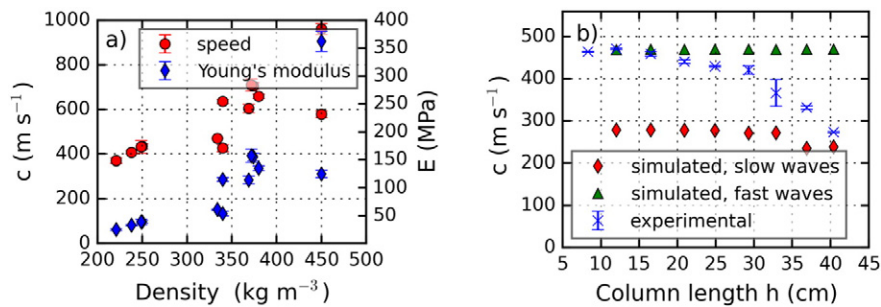 a)
speed
Young's modulus
c (m s⁻¹)
1000
800
600
400
200
0
E (MPa)
400
350
300
250
200
150
100
50
200 250 300 350 400 450 500
Density (kg m⁻³)
b)
c (m s⁻¹)
500
400
300
200
100
0
simulated, slow waves
simulated, fast waves
experimental
5 10 15 20 25 30 35 40 45
Column length h (cm)